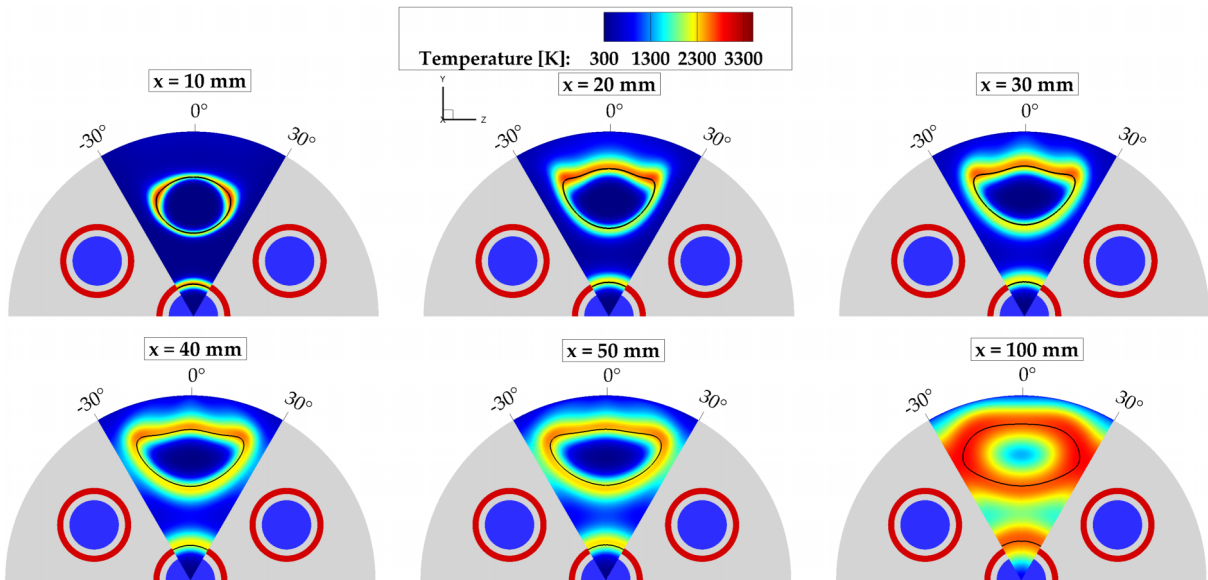 Temperature [K]: 300 1300 2300 3300
x = 10 mm
x = 20 mm
x = 30 mm
Y
X
Z
-30° 0° 30°
-30° 0° 30°
-30° 0° 30°
x = 40 mm
x = 50 mm
x = 100 mm
-30° 0° 30°
-30° 0° 30°
-30° 0° 30°